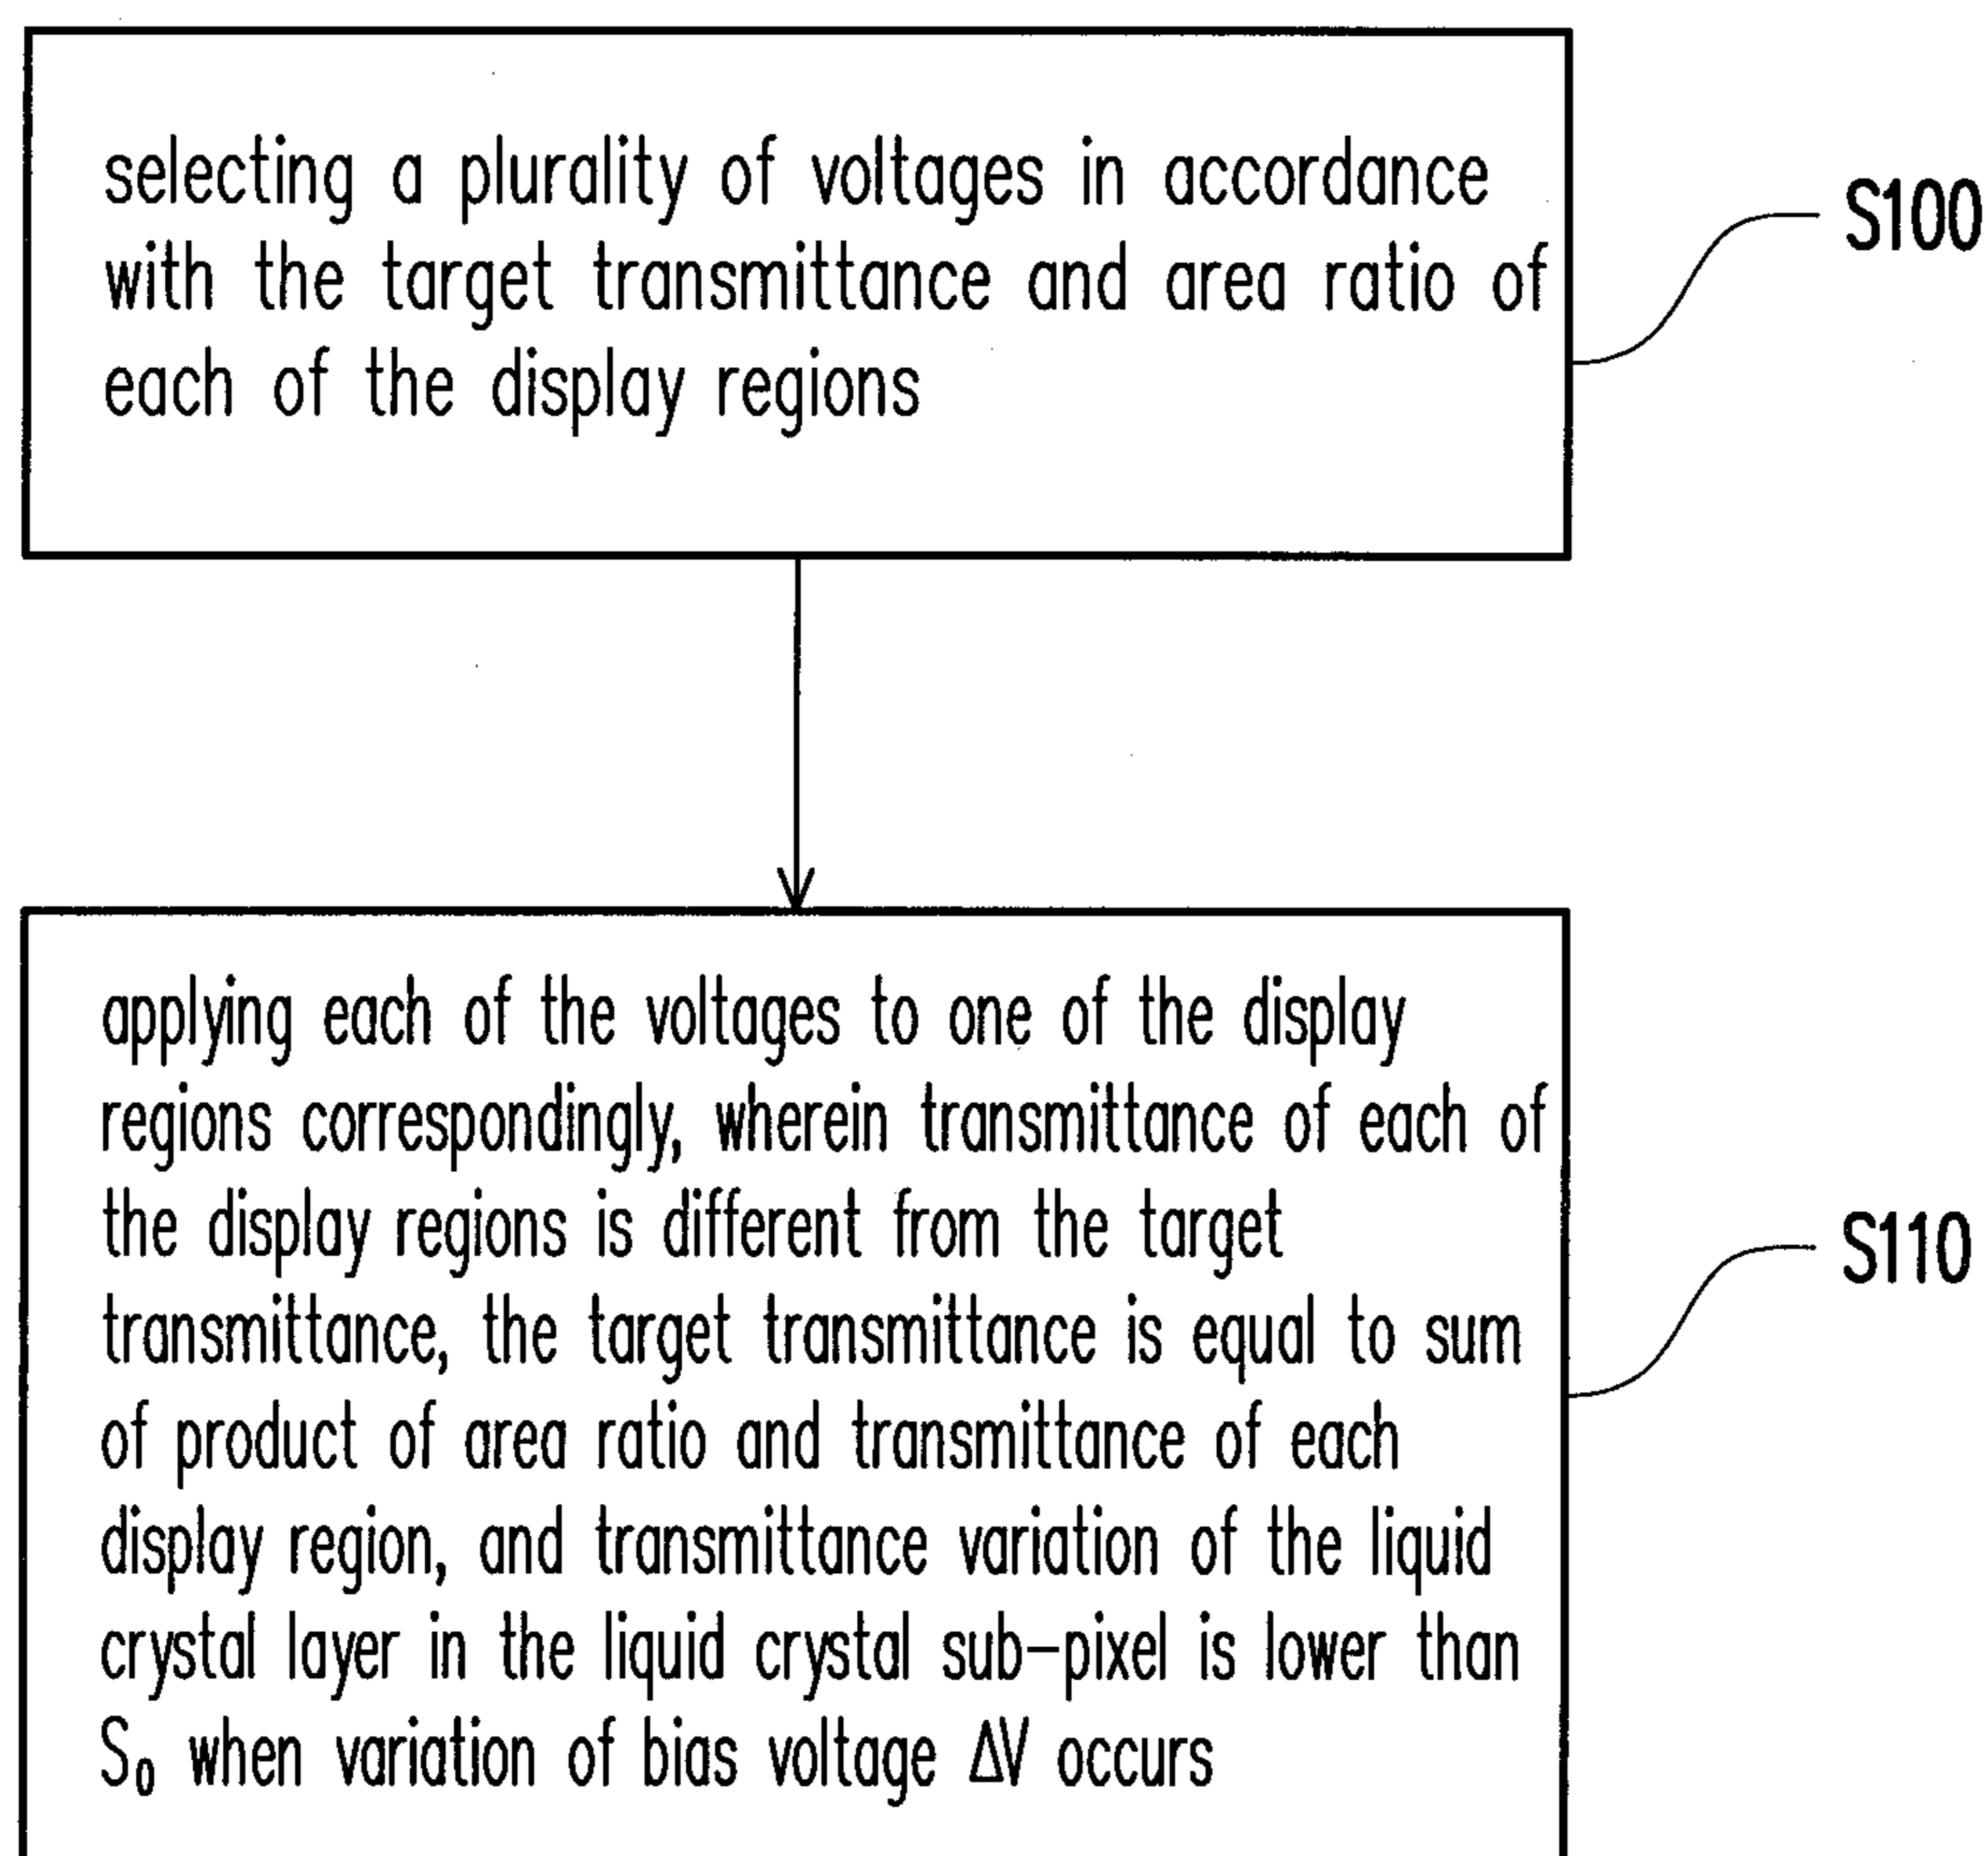 selecting a plurality of voltages in accordance
with the target transmittance and area ratio of
each of the display regions
S100
applying each of the voltages to one of the display
regions correspondingly, wherein transmittance of each of
the display regions is different from the target
transmittance, the target transmittance is equal to sum
of product of area ratio and transmittance of each
display region, and transmittance variation of the liquid
crystal layer in the liquid crystal sub-pixel is lower than
S₀ when variation of bias voltage ΔV occurs
S110